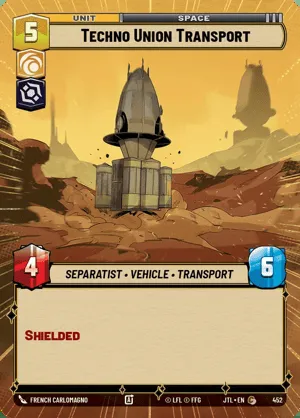 5
UNIT
SPACE
TECHNO UNION TRANSPORT
4
SEPARATIST • VEHICLE • TRANSPORT
6
SHIELDED
FRENCH CARLOMAGNO
© LFL © FFG
JTL • EN
C
452